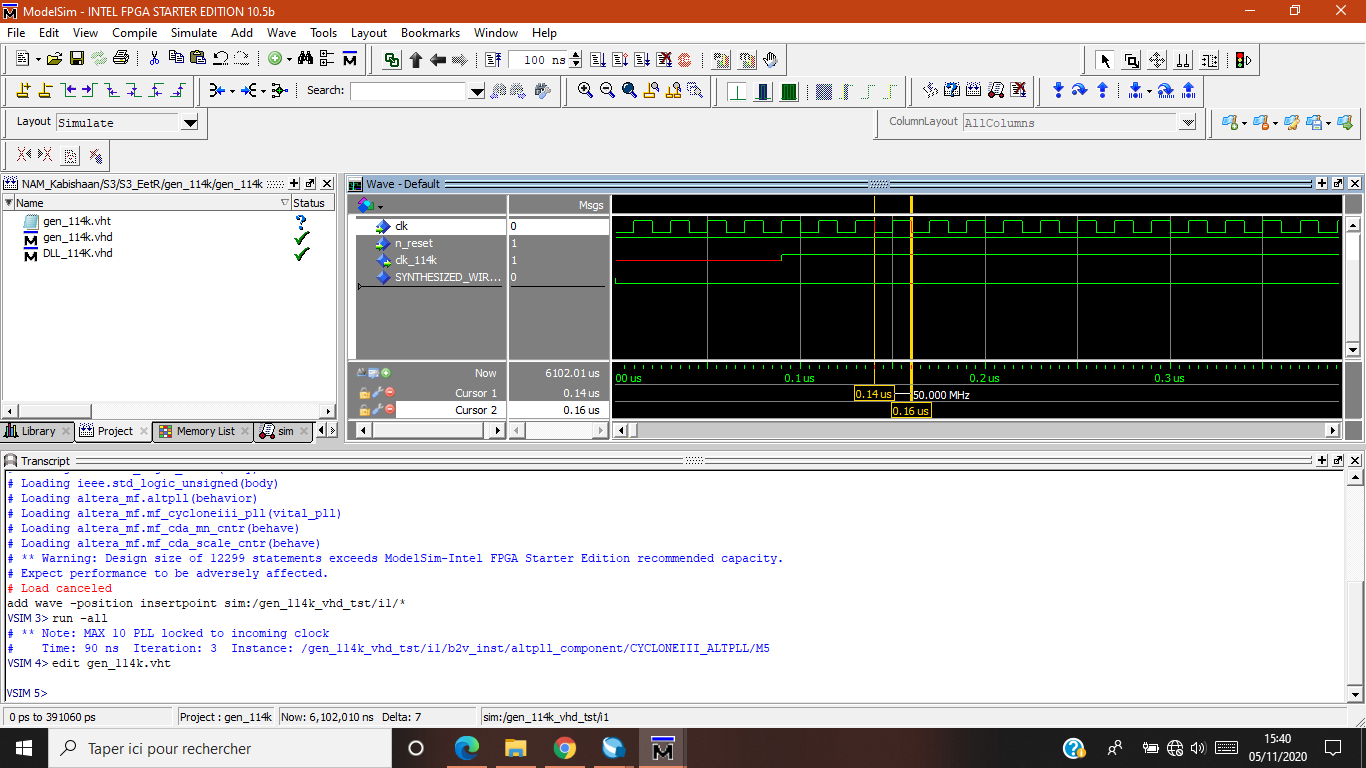 ModelSim - INTEL FPGA STARTER EDITION 10.5b
File Edit View Compile Simulate Add Wave Tools Layout Bookmarks Window Help
100 ns
Search:
Layout Simulate
ColumnLayout AllColumns
NAM_Kabishaan/S3/S3_EetR/gen_114k/gen_114k
Name Status
gen_114k.vht
gen_114k.vhd
DLL_114K.vhd
Library Project Memory List sim
Wave - Default
Msgs
clk 0
n_reset 1
clk_114k 1
SYNTHESIZED_WIR... 0
Now 6102.01 us
Cursor 1 0.14 us
Cursor 2 0.16 us
00 us 0.1 us 0.2 us 0.3 us
0.14 us 50.000 MHz
0.16 us
Transcript
# Loading ieee.std_logic_unsigned(body)
# Loading altera_mf.altpll(behavior)
# Loading altera_mf.mf_cycloneiii_pll(vital_pll)
# Loading altera_mf.mf_cda_mn_cntr(behave)
# Loading altera_mf.mf_cda_scale_cntr(behave)
# ** Warning: Design size of 12299 statements exceeds ModelSim-Intel FPGA Starter Edition recommended capacity.
# Expect performance to be adversely affected.
# Load canceled
add wave -position insertpoint sim:/gen_114k_vhd_tst/i1/*
VSIM 3> run -all
# ** Note: MAX 10 PLL locked to incoming clock
# Time: 90 ns Iteration: 3 Instance: /gen_114k_vhd_tst/i1/b2v_inst/altpll_component/CYCLONEIII_ALTPLL/M5
VSIM 4> edit gen_114k.vht
VSIM 5>
0 ps to 391060 ps Project : gen_114k Now: 6,102,010 ns Delta: 7 sim:/gen_114k_vhd_tst/i1
Taper ici pour rechercher
15:40
05/11/2020